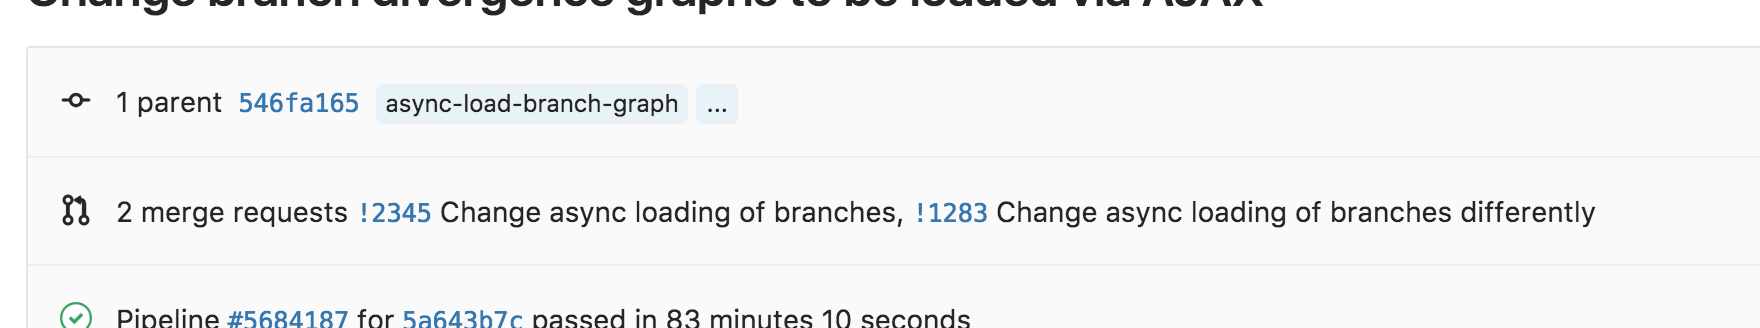 Change branch divergence graphs to be loaded via AJAX
1 parent 546fa165 async-load-branch-graph ...
2 merge requests !2345 Change async loading of branches, !1283 Change async loading of branches differently
Pipeline #5684187 for 5a643b7c passed in 83 minutes 10 seconds